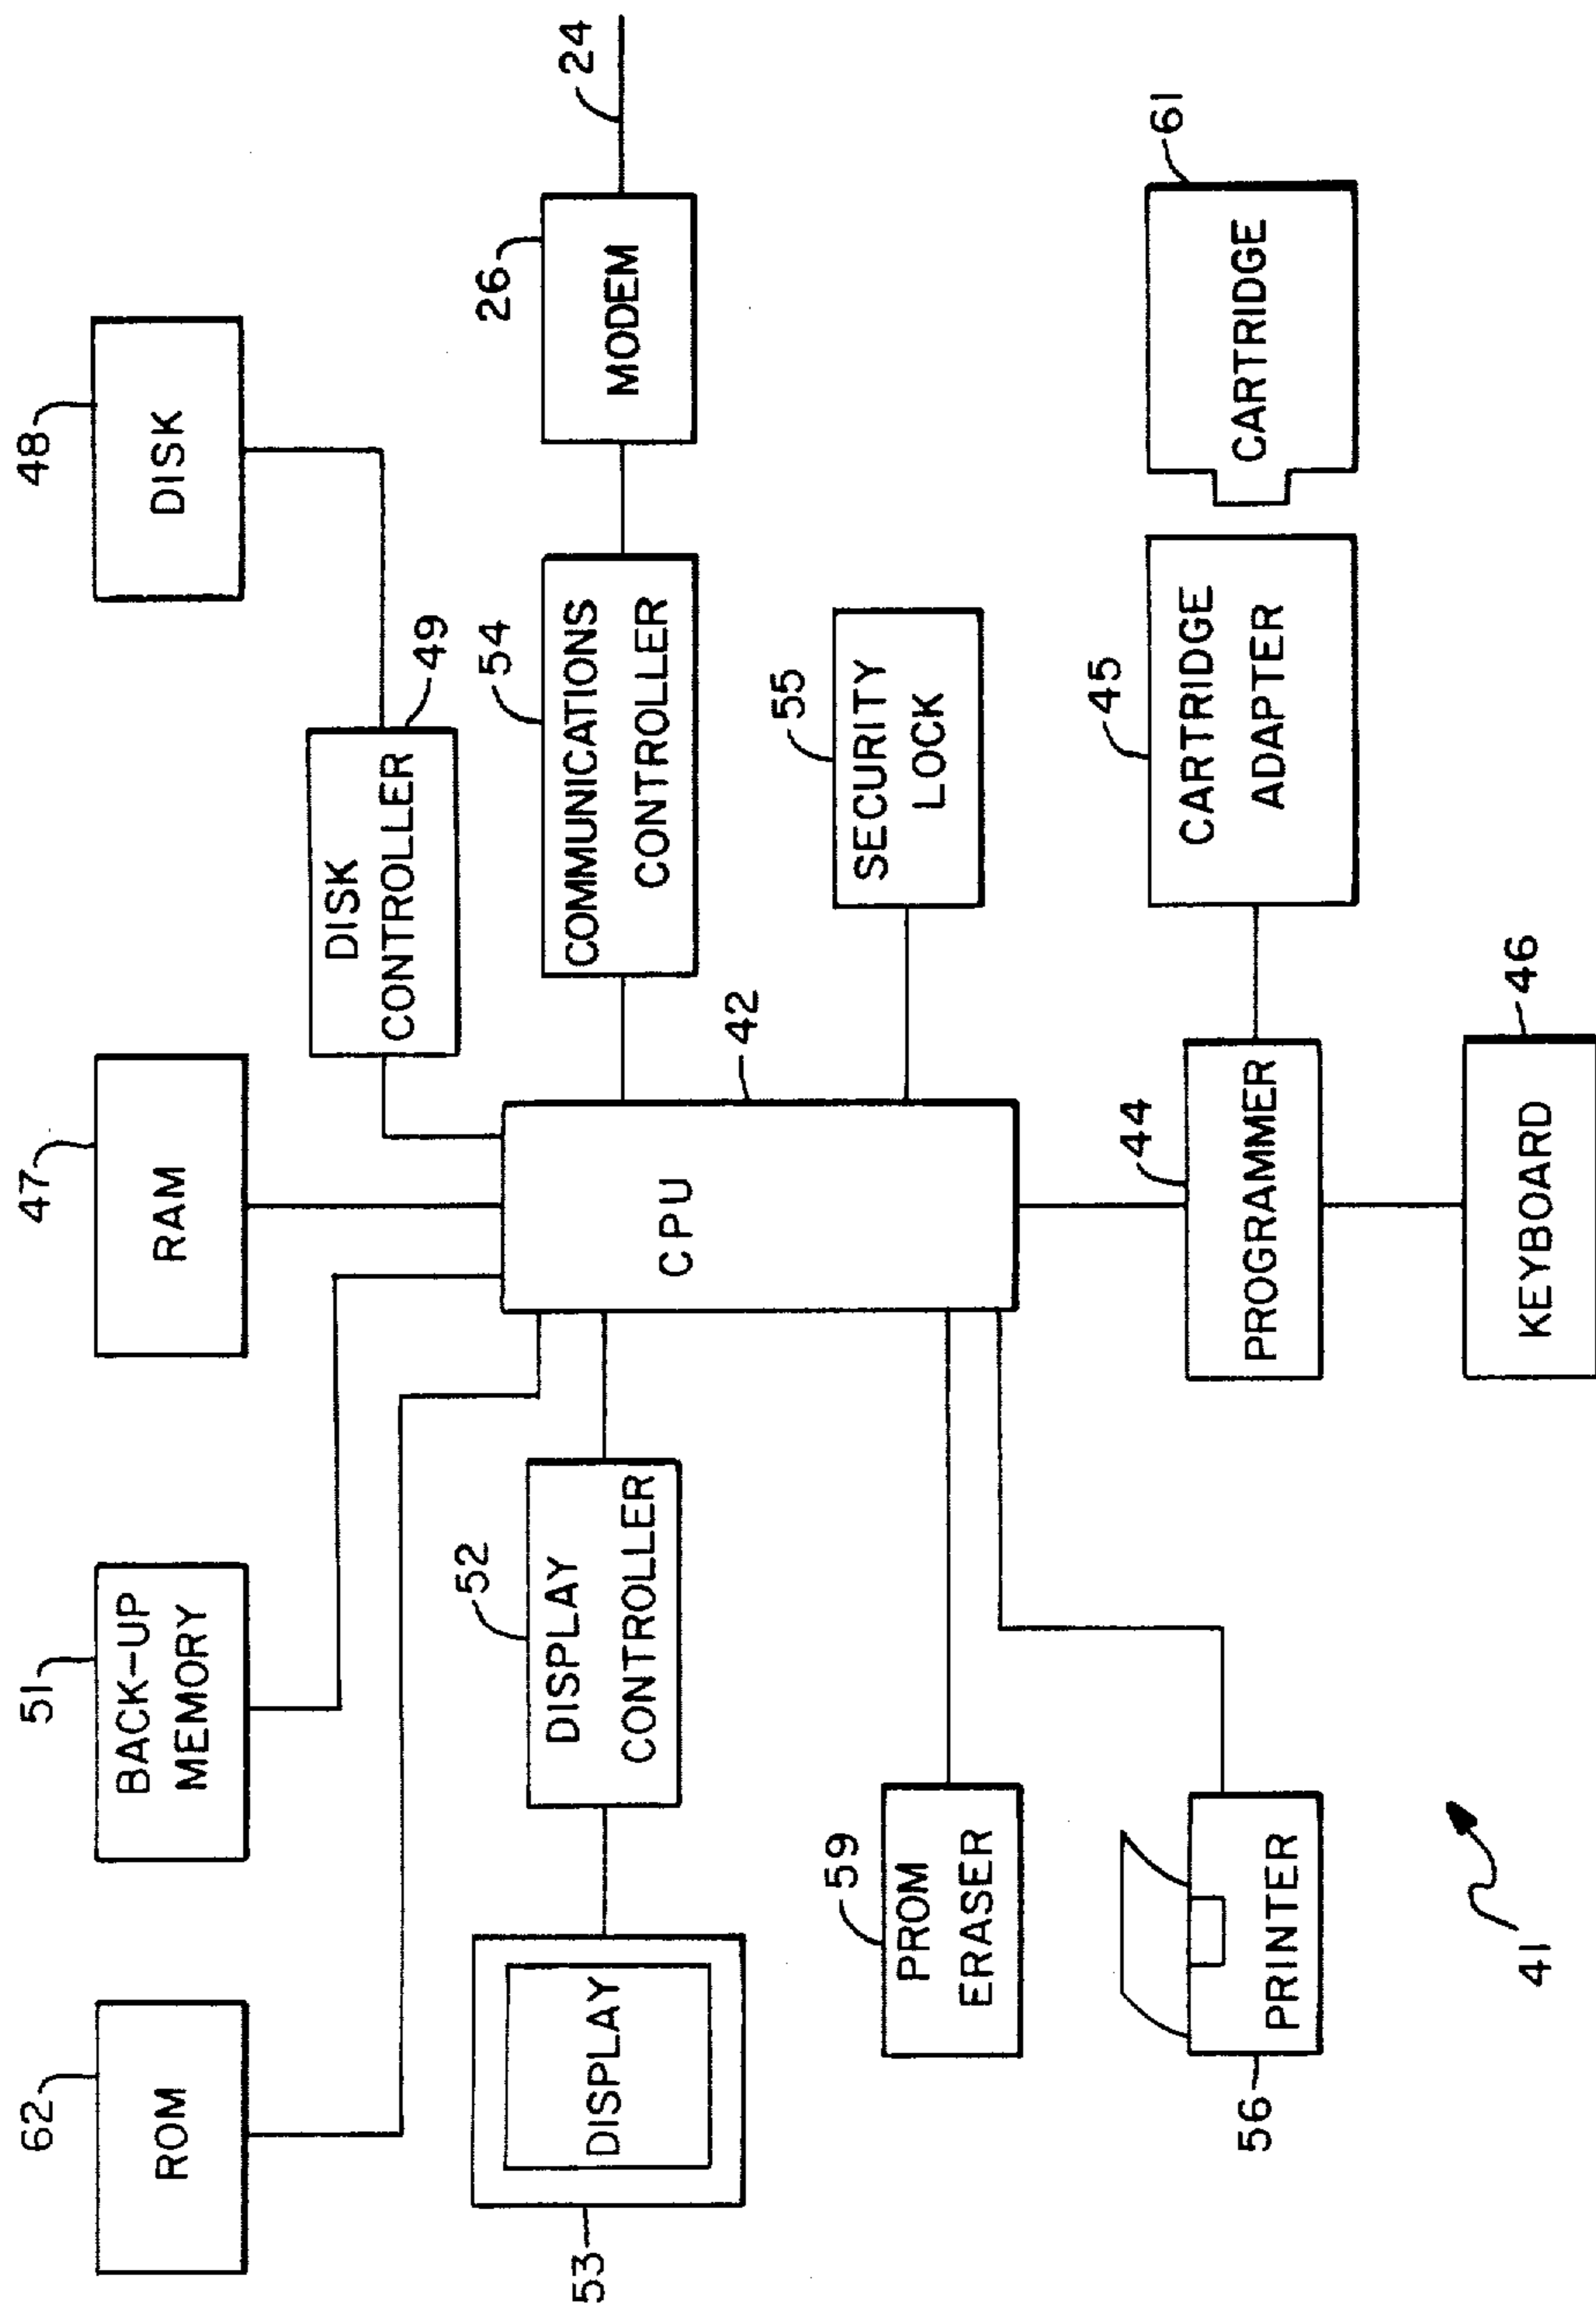 62
51
47
48
ROM
BACK-UP
MEMORY
RAM
DISK
DISK
CONTROLLER
49
53
DISPLAY
52
DISPLAY
CONTROLLER
54
COMMUNICATIONS
CONTROLLER
26
MODEM
24
CPU
42
55
SECURITY
LOCK
59
PROM
ERASER
56
PRINTER
44
PROGRAMMER
45
CARTRIDGE
ADAPTER
CARTRIDGE
61
41
KEYBOARD
46